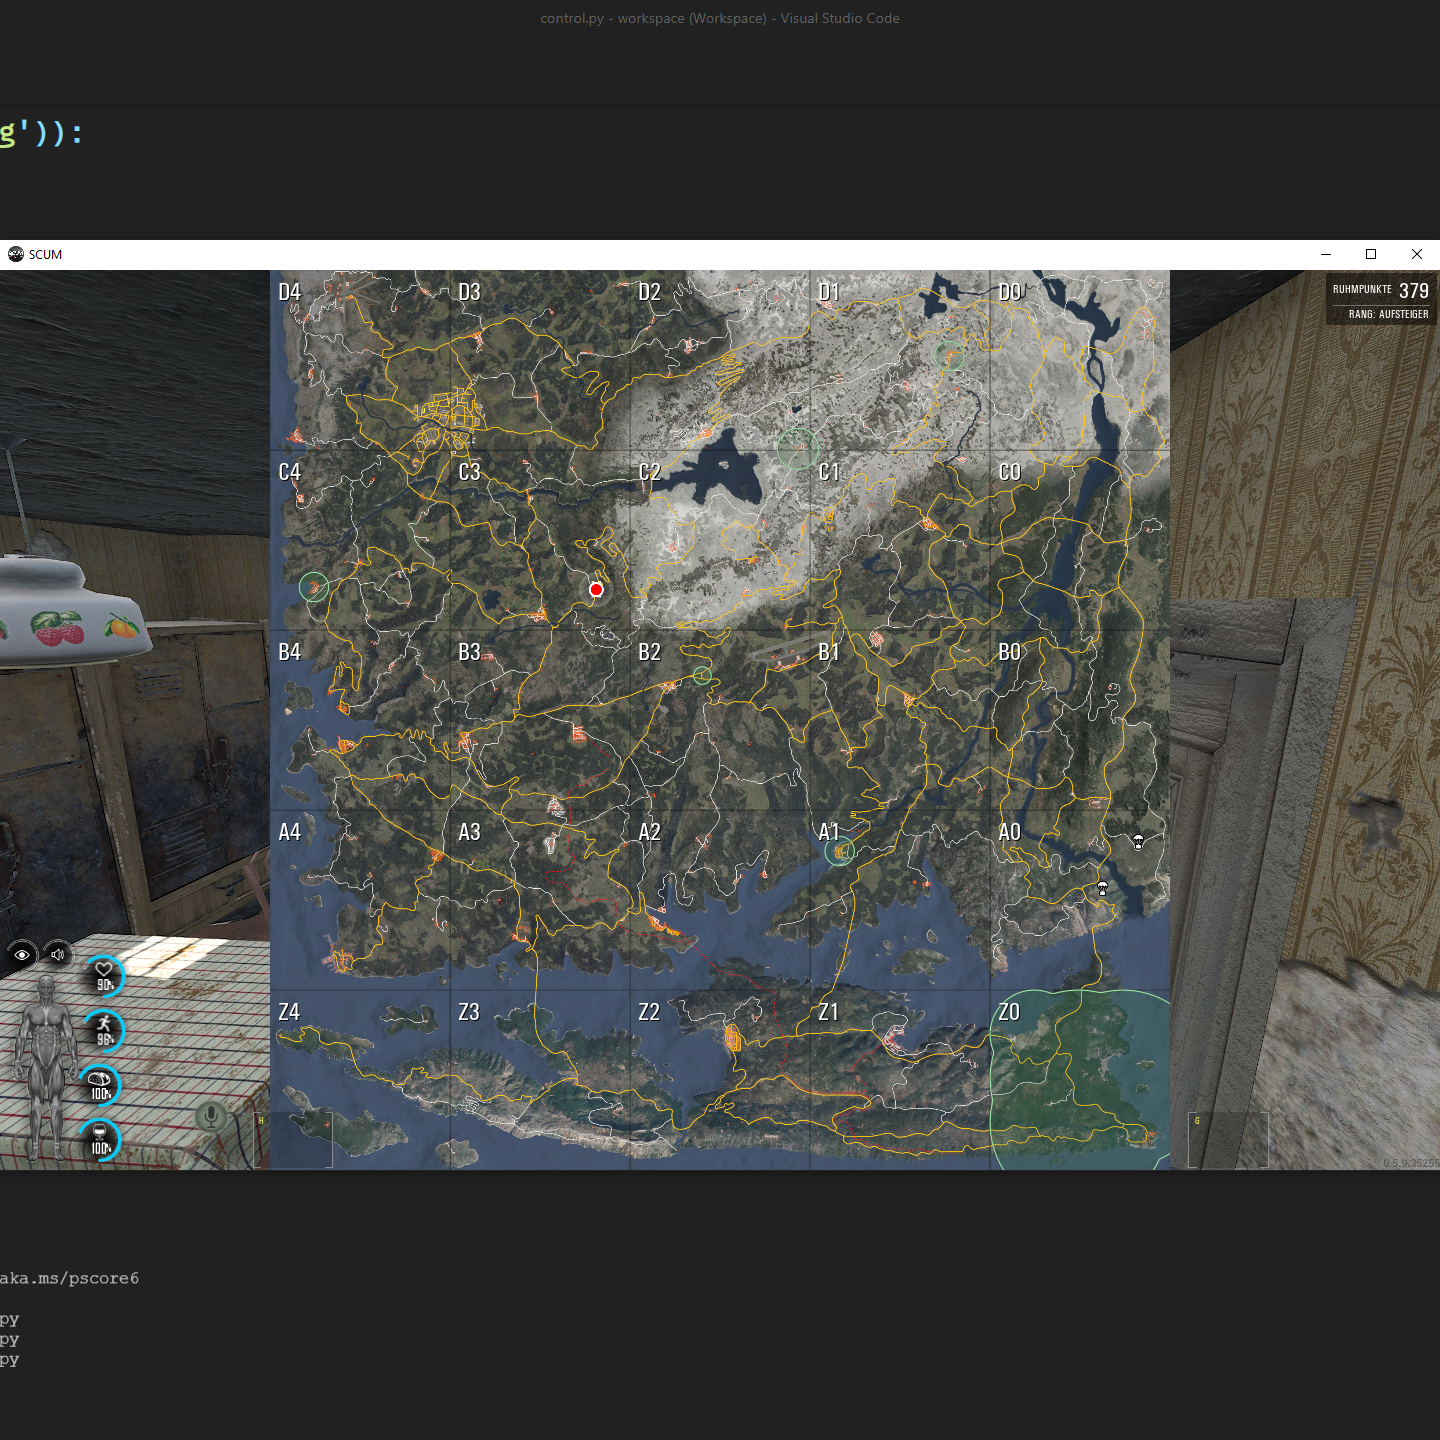 control.py - workspace (Workspace) - Visual Studio Code
g')):
SCUM
RUHMPUNKTE 379
RANG: AUFSTEIGER
D4 D3 D2 D1 D0
C4 C3 C2 C1 C0
B4 B3 B2 B1 B0
A4 A3 A2 A1 A0
Z4 Z3 Z2 Z1 Z0
90%
96%
100%
100%
H
G
0.5.9.35255
aka.ms/pscore6
py
py
py